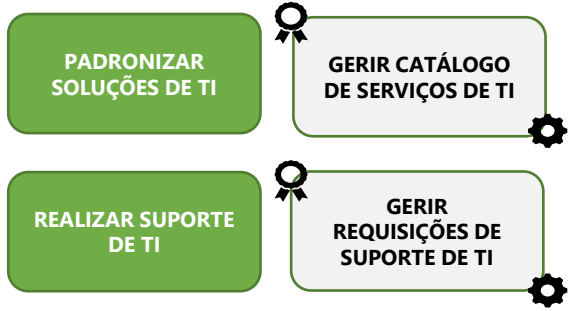 PADRONIZAR
SOLUÇÕES DE TI
GERIR CATÁLOGO
DE SERVIÇOS DE TI
REALIZAR SUPORTE
DE TI
GERIR
REQUISIÇÕES DE
SUPORTE DE TI